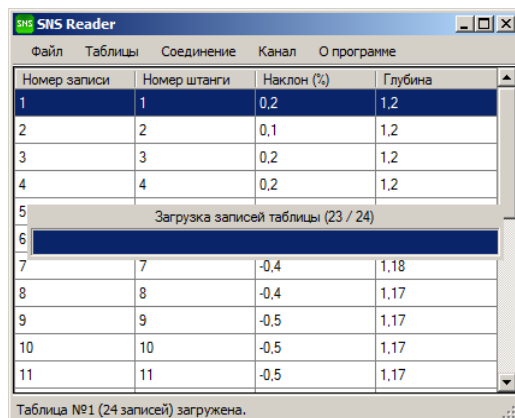 SNS SNS Reader
Файл Таблицы Соединение Канал О программе
Номер записи Номер штанги Наклон (%) Глубина
1 1 0,2 1,2
2 2 0,1 1,2
3 3 0,2 1,2
4 4 0,2 1,2
5
Загрузка записей таблицы (23 / 24)
6
7 7 -0,4 1,18
8 8 -0,4 1,17
9 9 -0,5 1,17
10 10 -0,5 1,17
11 11 -0,5 1,17
Таблица №1 (24 записей) загружена.